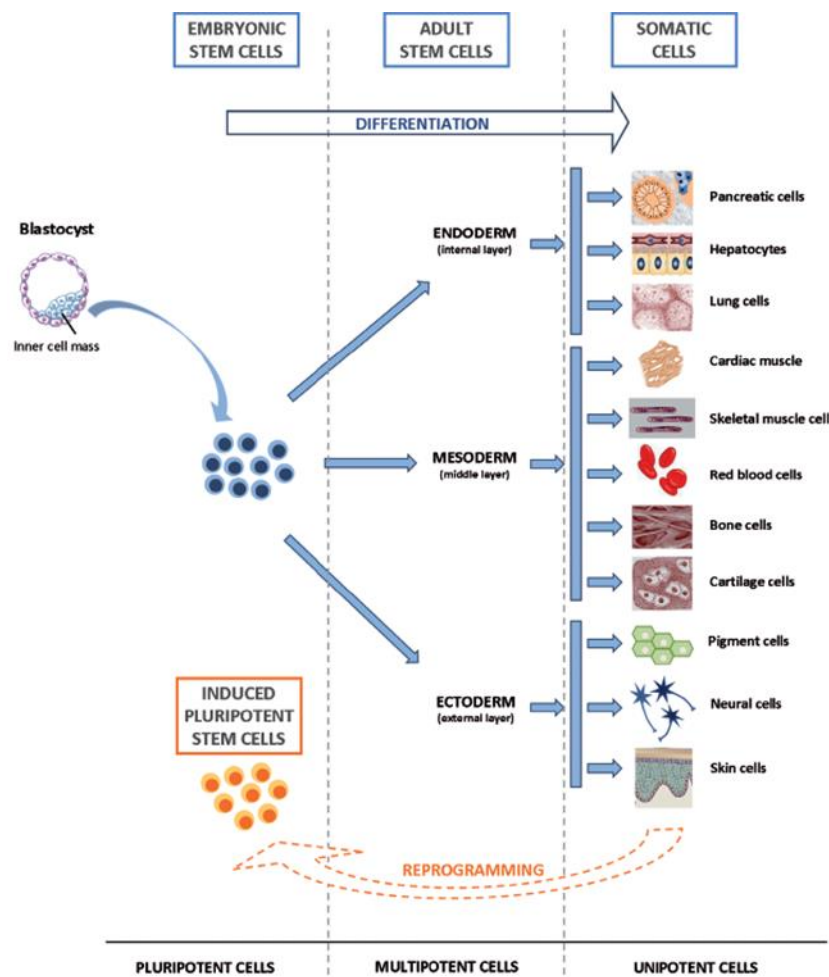 EMBRYONIC
STEM CELLS
ADULT
STEM CELLS
SOMATIC
CELLS
DIFFERENTIATION
Blastocyst
Inner cell mass
ENDODERM
(internal layer)
Pancreatic cells
Hepatocytes
Lung cells
MESODERM
(middle layer)
Cardiac muscle
Skeletal muscle cell
Red blood cells
Bone cells
Cartilage cells
ECTODERM
(external layer)
Pigment cells
Neural cells
Skin cells
INDUCED
PLURIPOTENT
STEM CELLS
REPROGRAMMING
PLURIPOTENT CELLS
MULTIPOTENT CELLS
UNIPOTENT CELLS